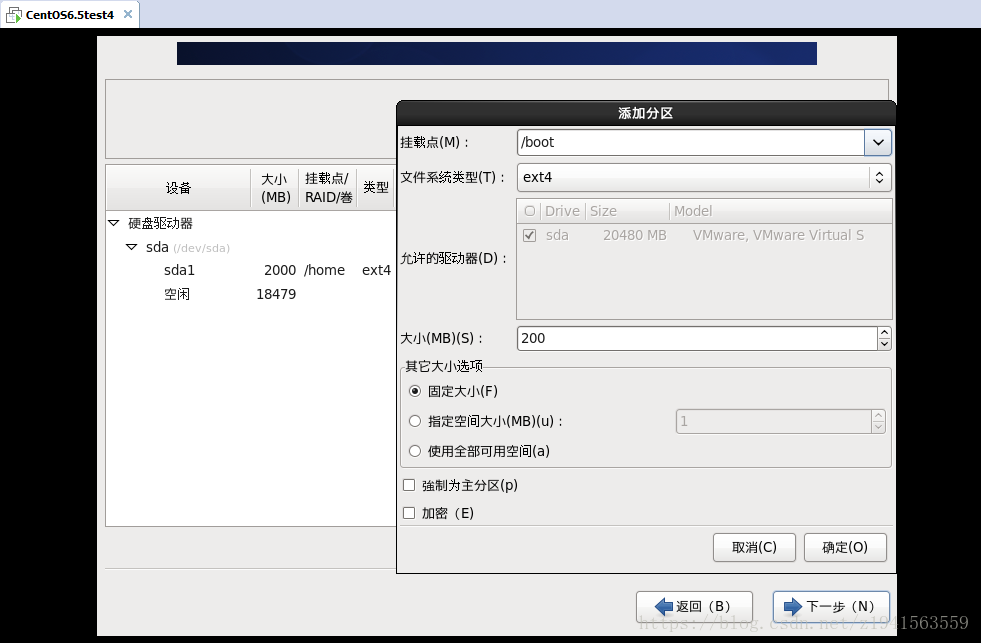 CentOS6.5test4
添加分区
挂载点(M)：
/boot
文件系统类型(T)：
ext4
允许的驱动器(D)：
Drive Size Model
sda 20480 MB VMware, VMware Virtual S
大小(MB)(S)：
200
其它大小选项
固定大小(F)
指定空间大小(MB)(u)：
1
使用全部可用空间(a)
強制为主分区(p)
加密（E)
取消(C)
确定(O)
设备
大小
(MB)
挂载点/
RAID/卷
类型
硬盘驱动器
sda (/dev/sda)
sda1 2000 /home ext4
空闲 18479
返回（B）
下一步（N）
https://blog.csdn.net/z1941563559